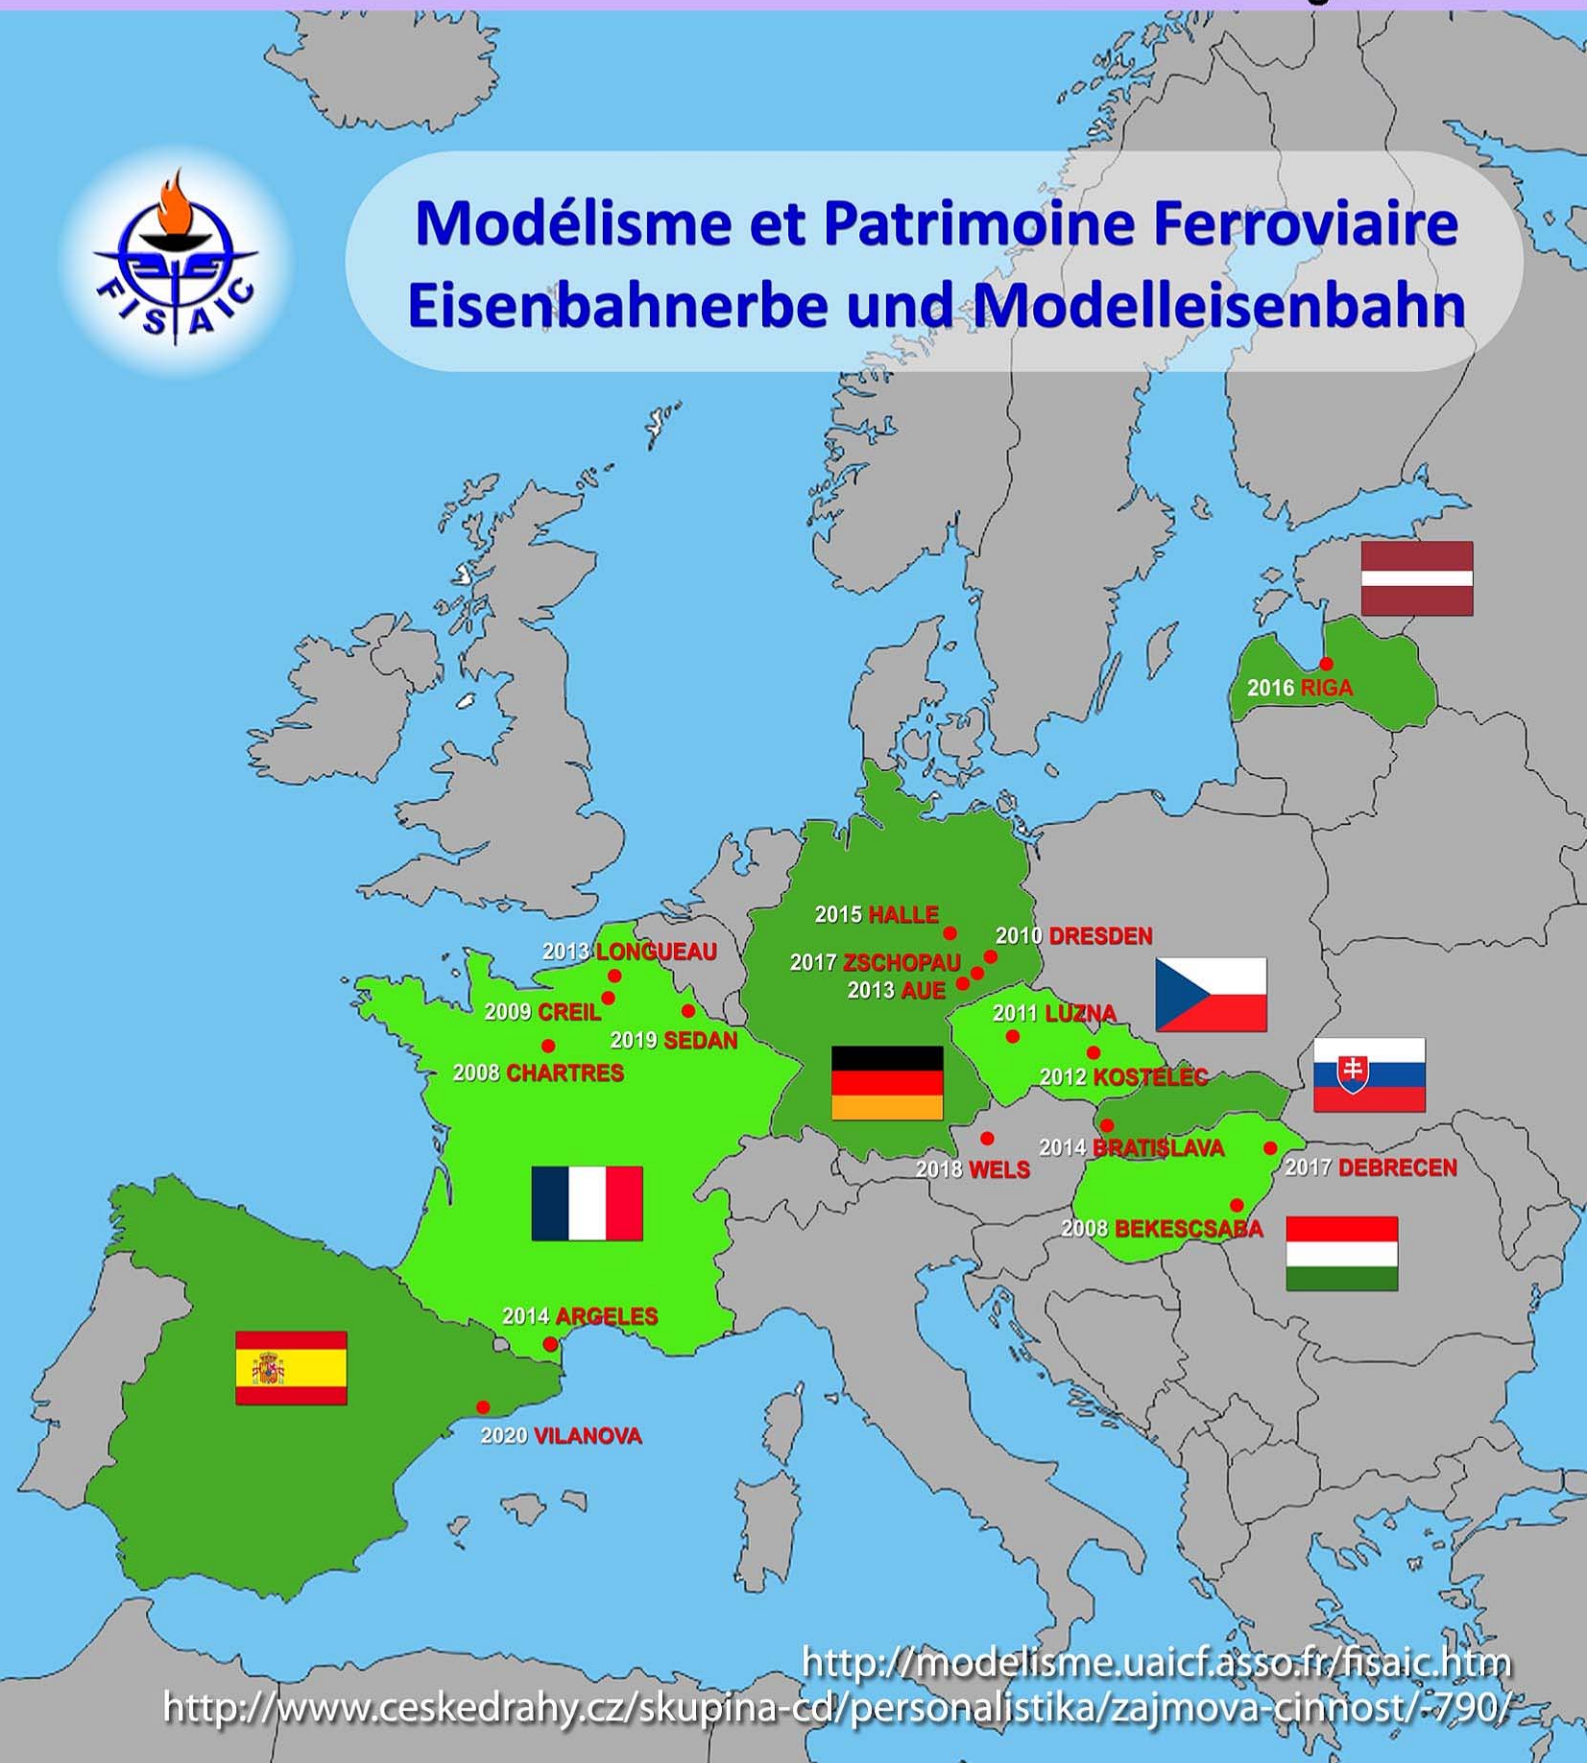 FISAIC
Modélisme et Patrimoine Ferroviaire
Eisenbahnerbe und Modelleisenbahn
2016 RIGA
2015 HALLE
2010 DRESDEN
2013 LONGUEAU
2017 ZSCHOPAU
2013 AUE
2009 CREIL
2011 LUZNA
2019 SEDAN
2008 CHARTRES
2012 KOSTELEC
2014 BRATISLAVA
2018 WELS
2017 DEBRECEN
2008 BEKESCSABA
2014 ARGELES
2020 VILANOVA
http://modelisme.uaicf.asso.fr/fisaic.htm
http://www.ceskedrahy.cz/skupina-cd/personalistika/zajmova-cinnost/-790/